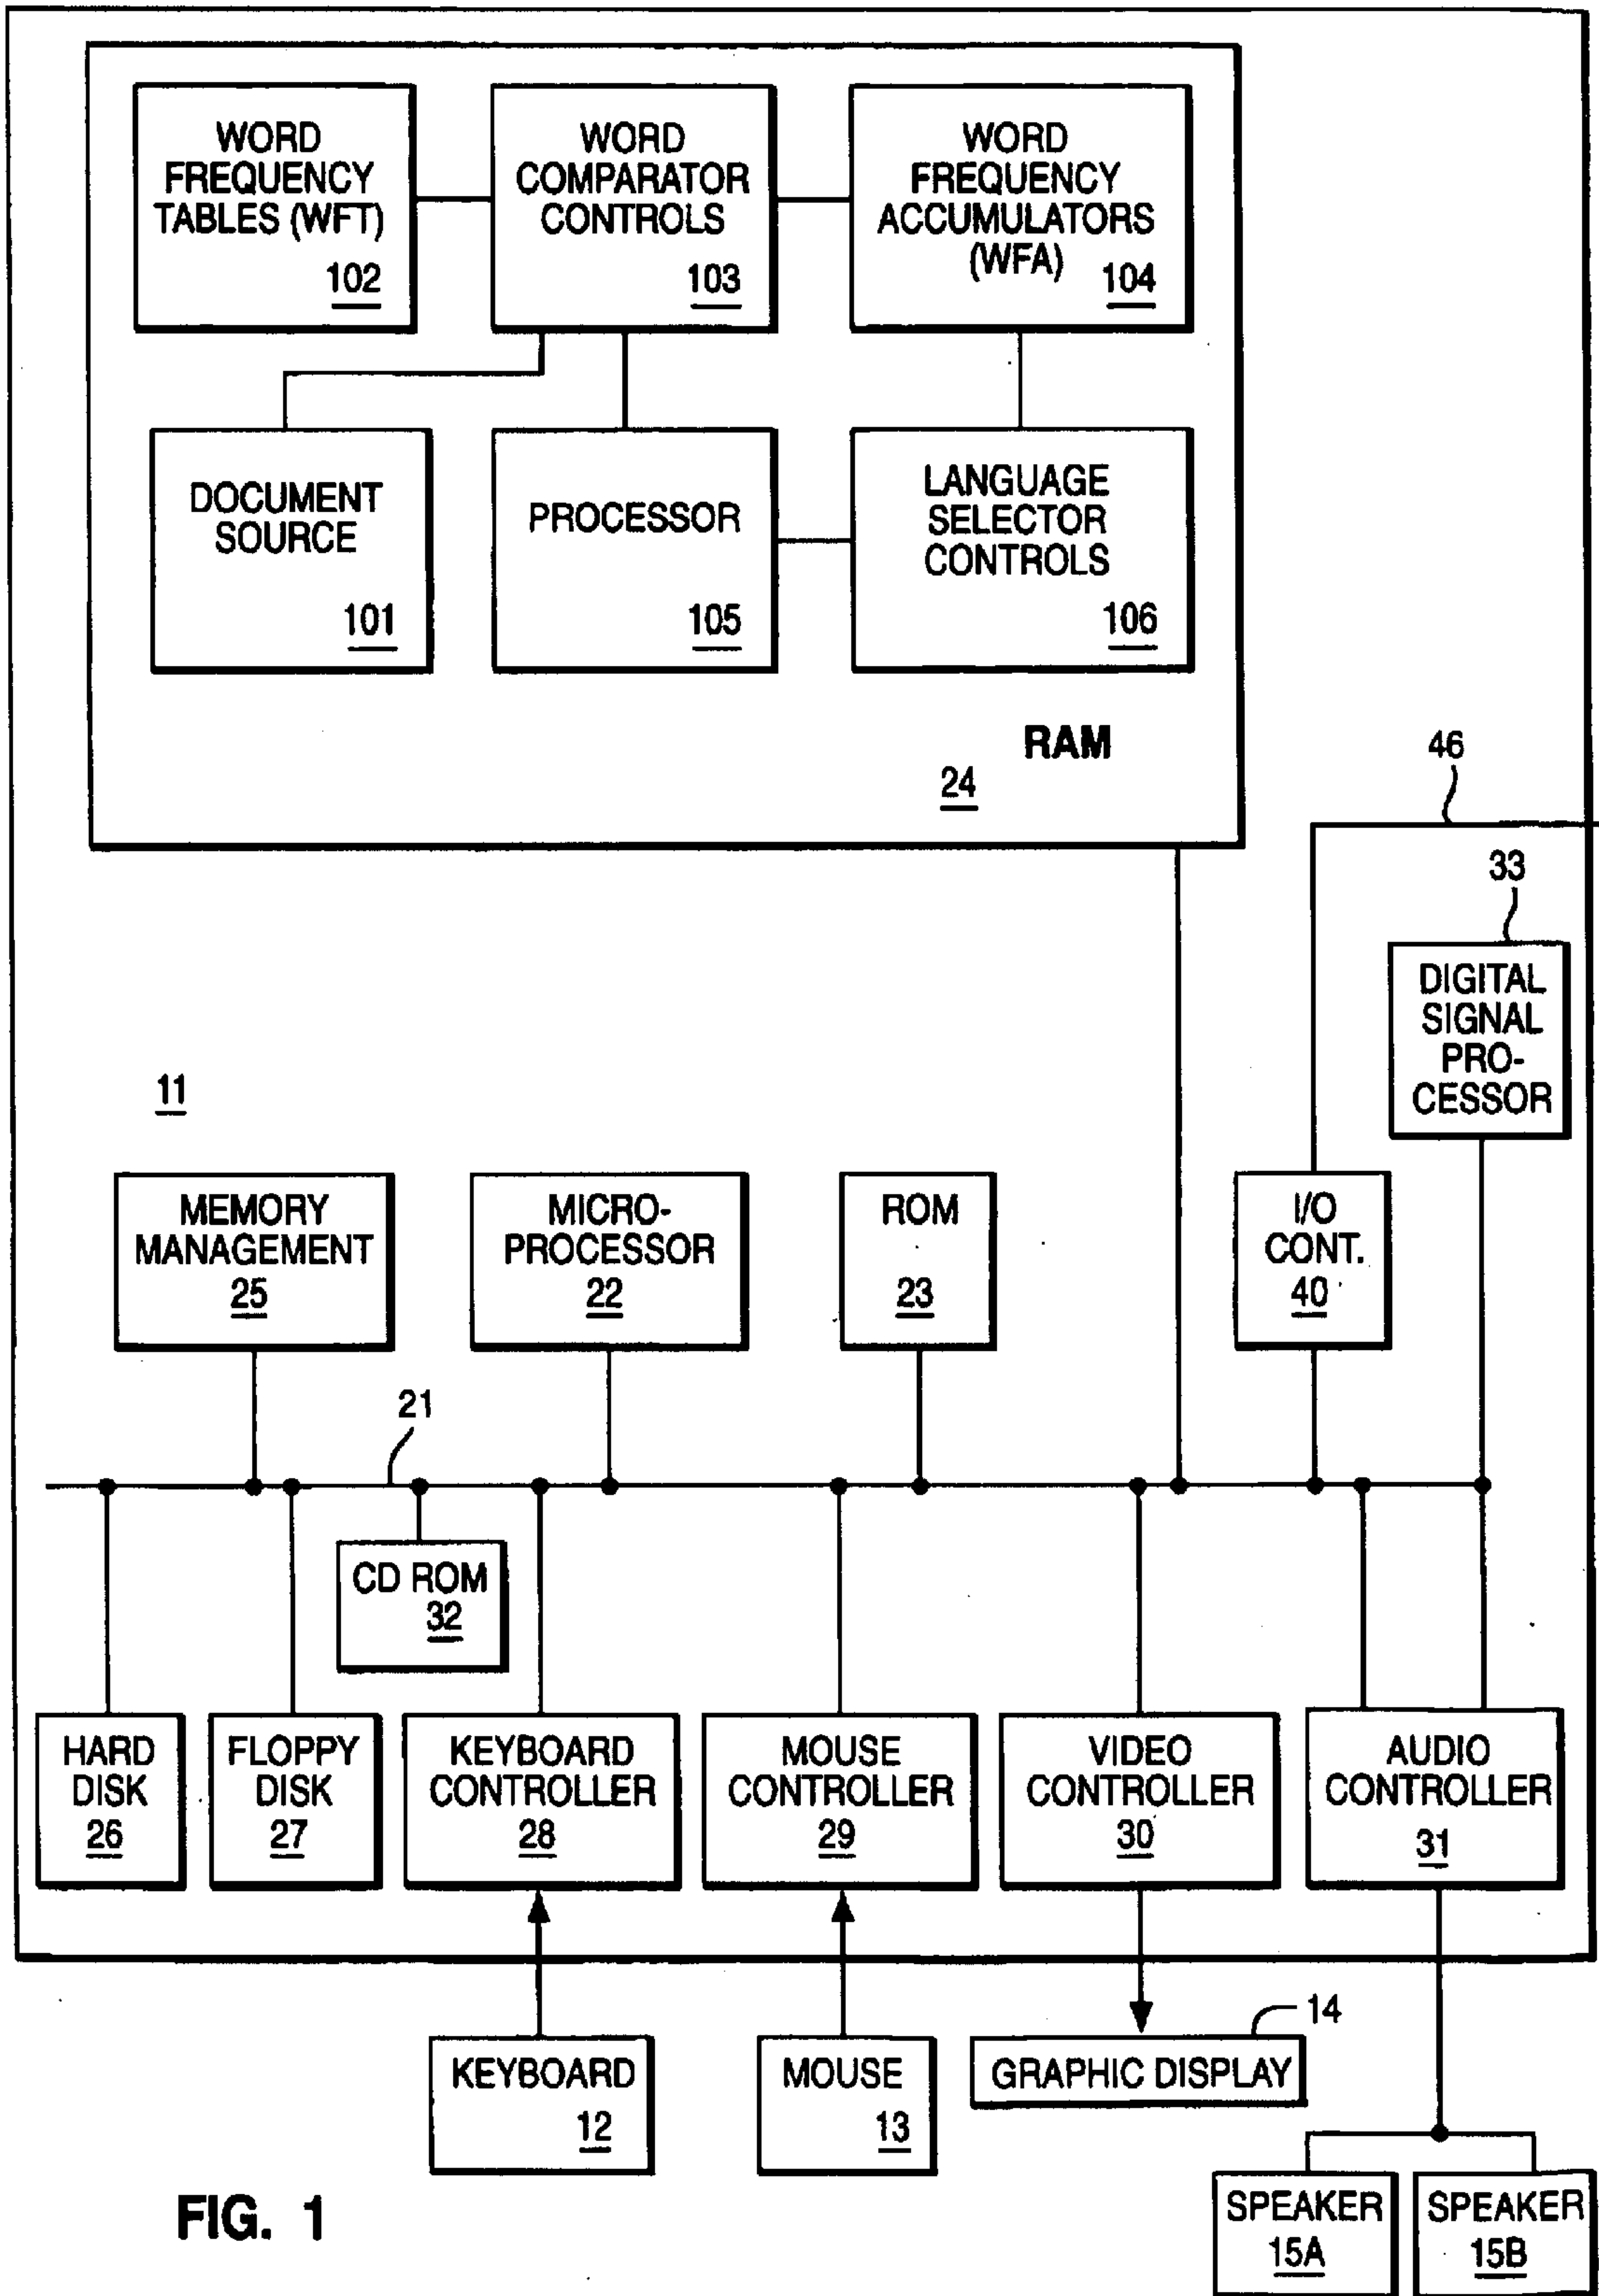 WORD
FREQUENCY
TABLES (WFT)
102
WORD
COMPARATOR
CONTROLS
103
WORD
FREQUENCY
ACCUMULATORS
(WFA)
104
DOCUMENT
SOURCE
101
PROCESSOR
105
LANGUAGE
SELECTOR
CONTROLS
106
RAM
24
46
33
DIGITAL
SIGNAL
PRO-
CESSOR
11
MEMORY
MANAGEMENT
25
MICRO-
PROCESSOR
22
ROM
23
I/O
CONT.
40
21
CD ROM
32
HARD
DISK
26
FLOPPY
DISK
27
KEYBOARD
CONTROLLER
28
MOUSE
CONTROLLER
29
VIDEO
CONTROLLER
30
AUDIO
CONTROLLER
31
KEYBOARD
12
MOUSE
13
14
GRAPHIC DISPLAY
SPEAKER
15A
SPEAKER
15B
FIG. 1